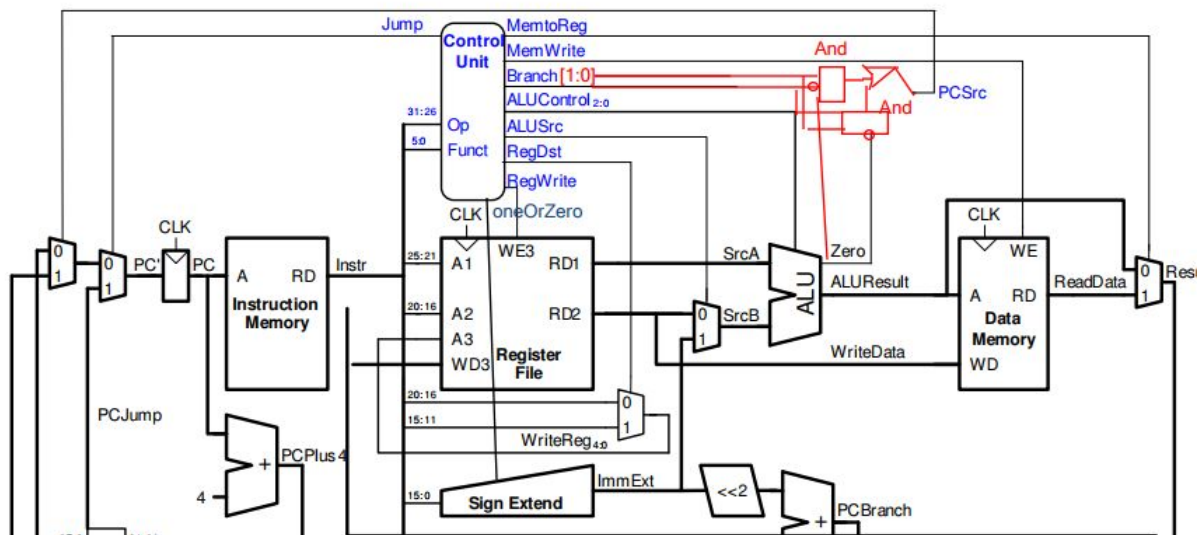 Jump
MemtoReg
Control
Unit
MemWrite
And
Branch[1:0]
PCSrc
ALUControl2:0
And
31:26
Op
ALUSrc
5:0
Funct
RegDst
RegWrite
oneOrZero
CLK
CLK
CLK
0
1
0
1
PC'
PC
A
RD
Instr
Instruction
Memory
25:21
A1
WE3
RD1
SrcA
Zero
WE
20:16
A2
RD2
0
1
SrcB
ALU
ALUResult
A
RD
ReadData
0
1
A3
Register
File
WD3
Data
Memory
WriteData
WD
20:16
0
15:11
1
WriteReg4:0
PCJump
PCPlus4
+
4
15:0
Sign Extend
ImmExt
<<2
+
PCBranch